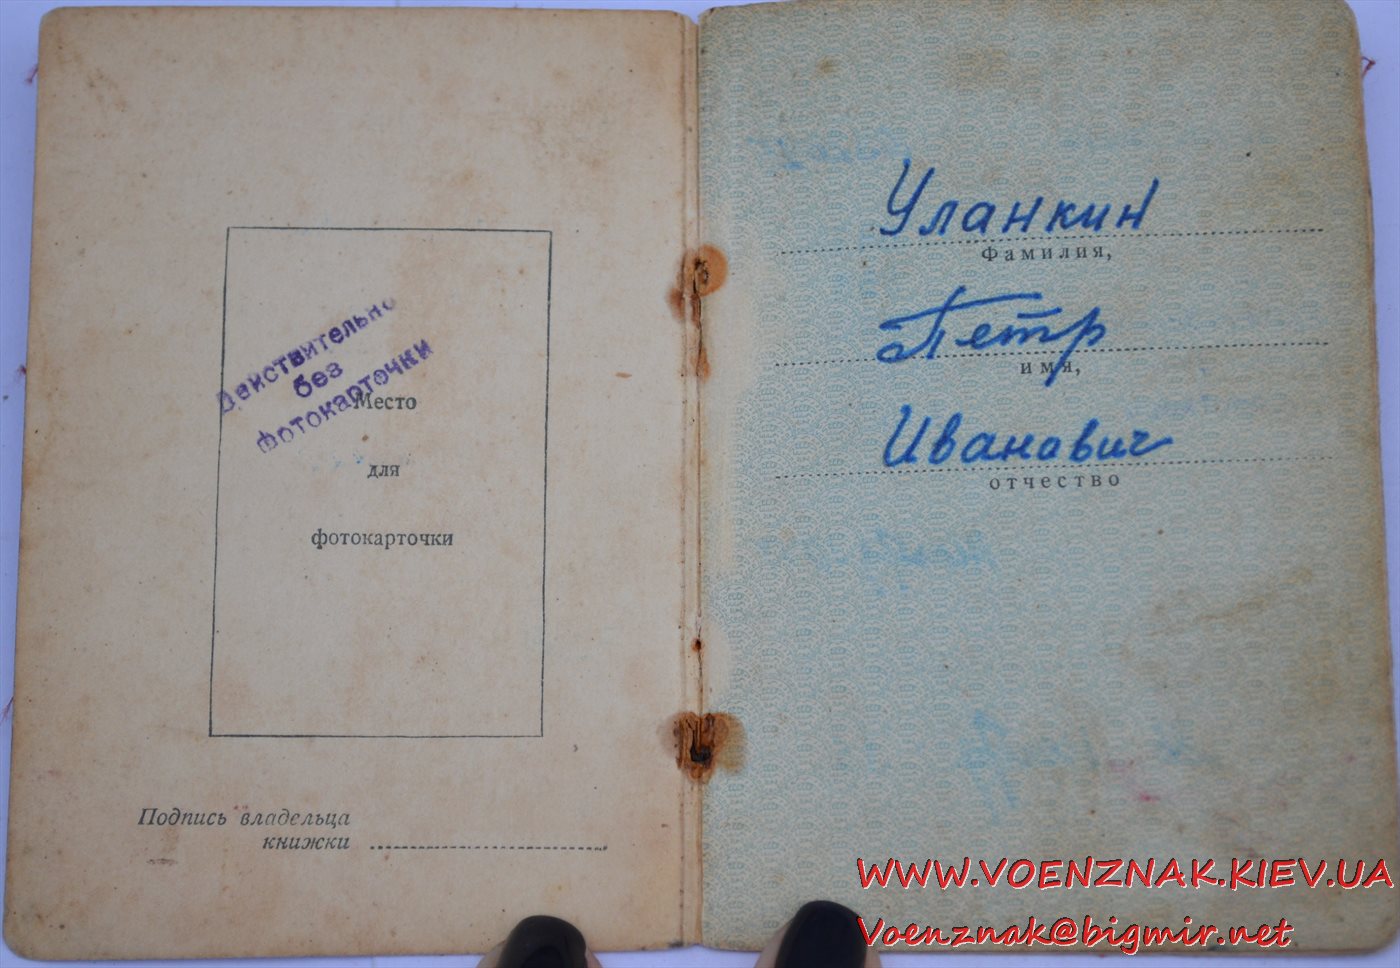 Действительно
без
фотокарточки
Место
для
фотокарточки
Подпись владельца
книжки
Уланкин
Фамилия,
Петр
имя,
Иванович
отчество
WWW.VOENZNAK.KIEV.UA
Voenznak@bigmir.net